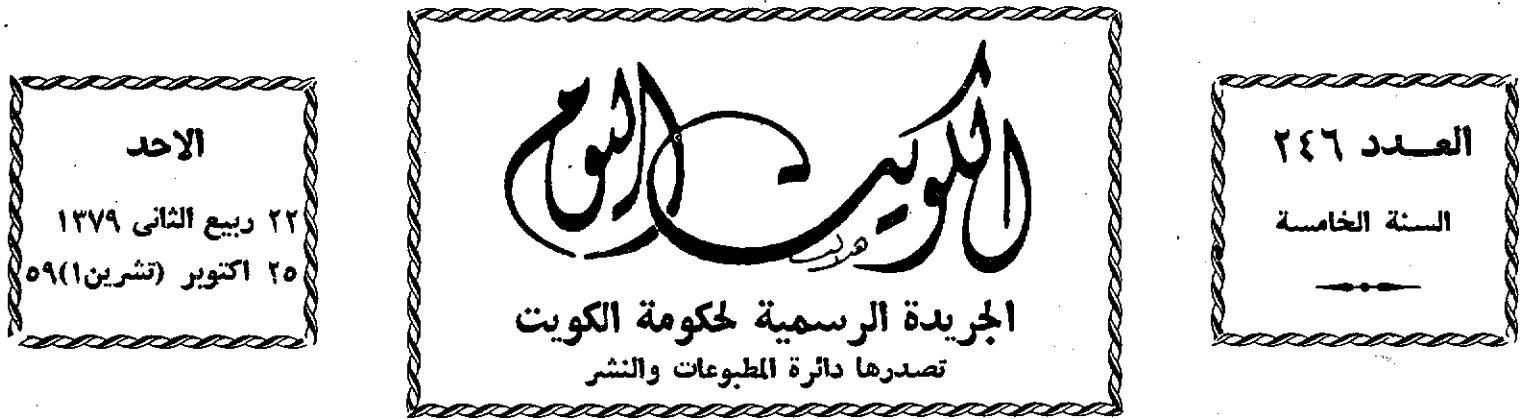 العدد ٢٤٦
السنة الخامسة
الكويت اليوم
الجريدة الرسمية لحكومة الكويت
تصدرها دائرة المطبوعات والنشر
الاحد
٢٢ ربيع الثانى ١٣٧٩
٢٥ اكتوبر (تشرين١)٥٩